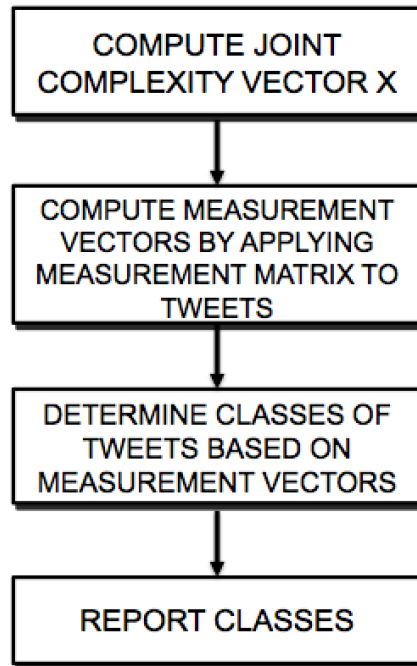 COMPUTE JOINT
COMPLEXITY VECTOR X
COMPUTE MEASUREMENT
VECTORS BY APPLYING
MEASUREMENT MATRIX TO
TWEETS
DETERMINE CLASSES OF
TWEETS BASED ON
MEASUREMENT VECTORS
REPORT CLASSES